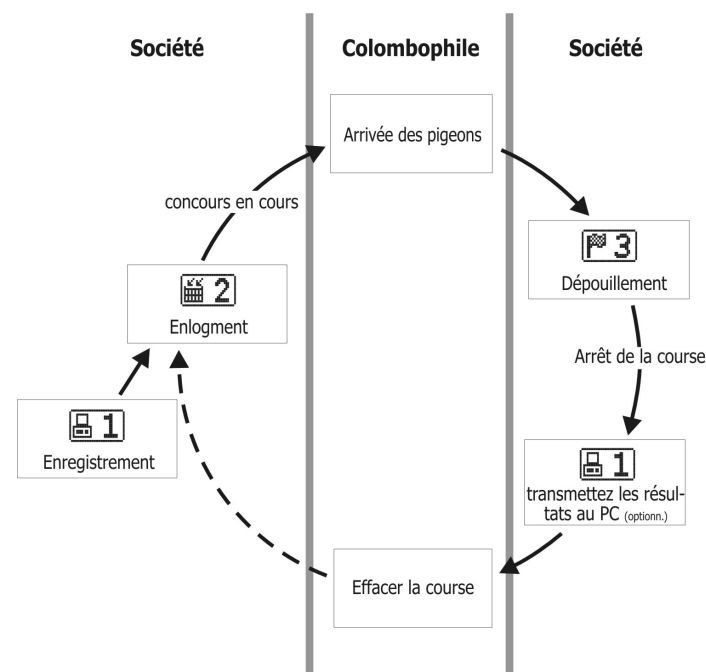 Société
Colombophile
Société
Arrivée des pigeons
concours en cours
3
Dépouillement
2
Enlogment
Arrêt de la course
1
Enregistrement
1
transmettez les résul-
tats au PC (optionn.)
Effacer la course